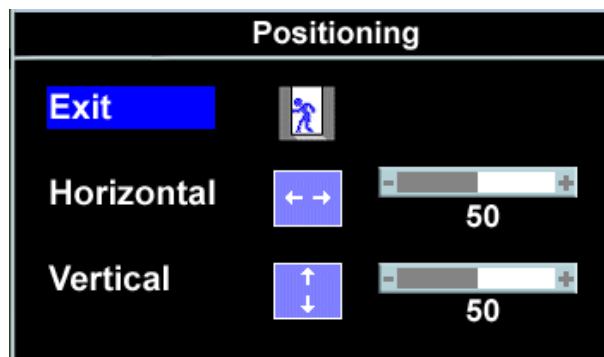 Positioning
Exit
Horizontal
- +
50
Vertical
- +
50